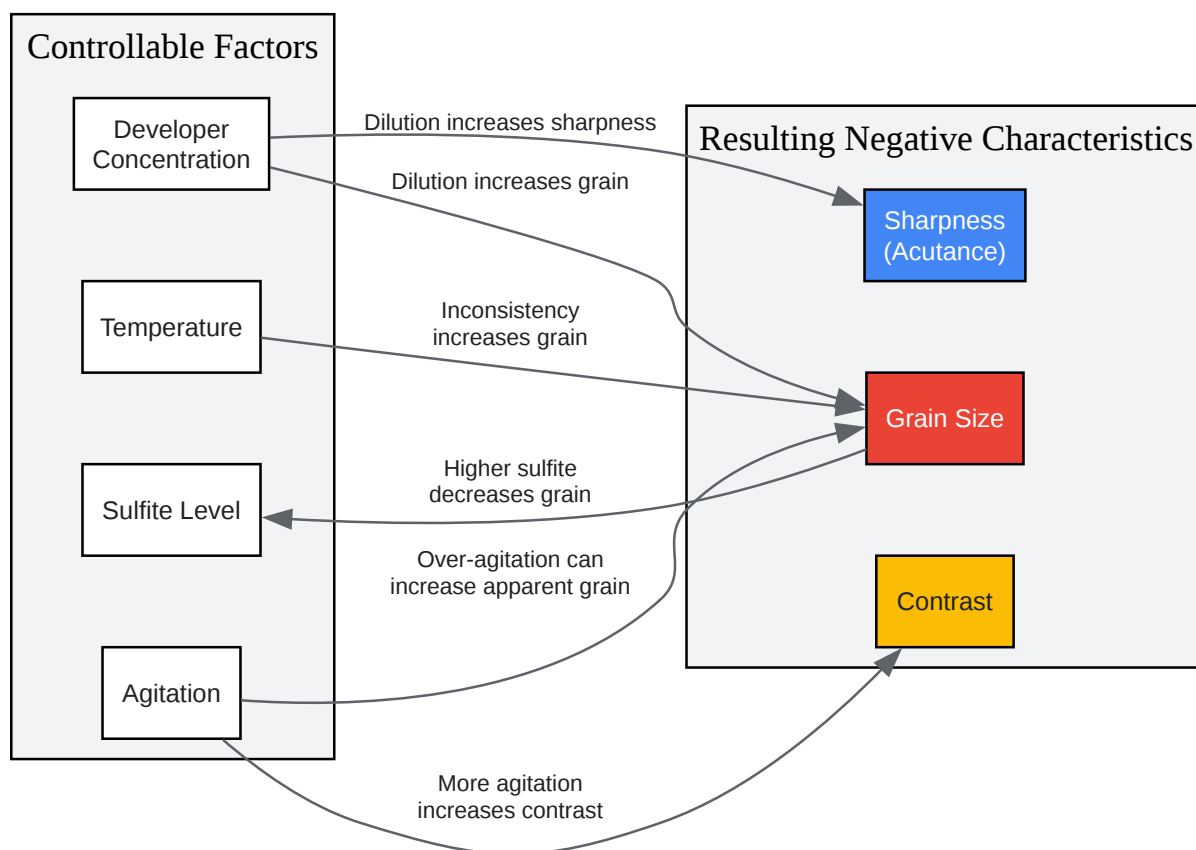 Controllable Factors
Developer
Concentration
Temperature
Sulfite Level
Agitation
Dilution increases sharpness
Dilution increases grain
Inconsistency
increases grain
Higher sulfite
decreases grain
Over-agitation can
increase apparent grain
More agitation
increases contrast
Resulting Negative Characteristics
Sharpness
(Acutance)
Grain Size
Contrast